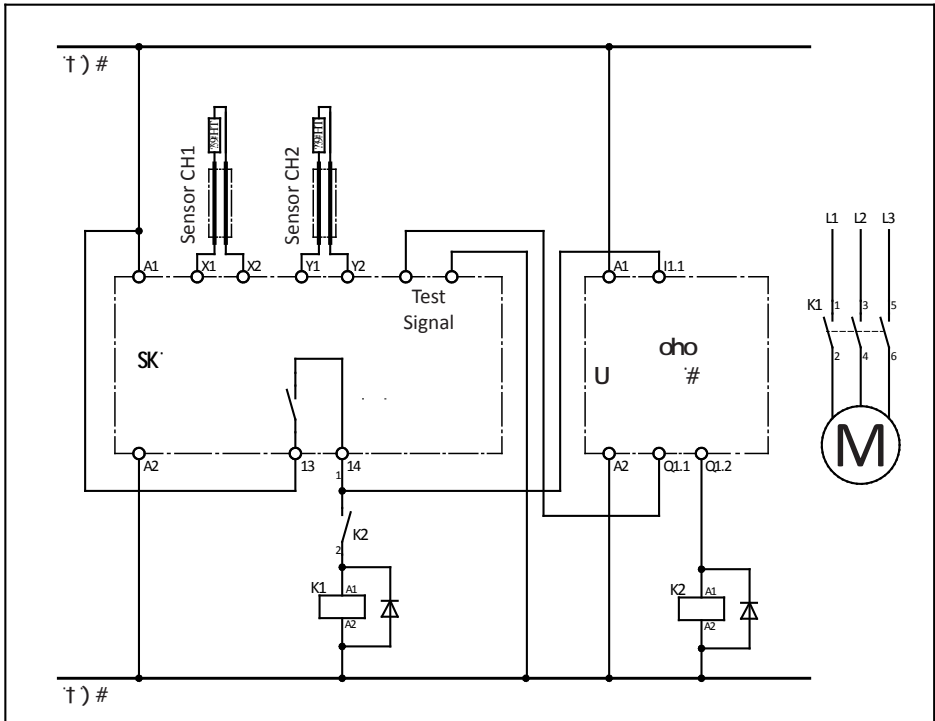 Sensor CH1
Sensor CH2
L1 L2 L3
A1 X1 X2 Y1 Y2 A1 I1.1
Test
Signal
K1 1 3 5
2 4 6
SK
U
M
A2 13 14 A2 Q1.1 Q1.2
1
K2
2
K1 A1
A2
K2 A1
A2